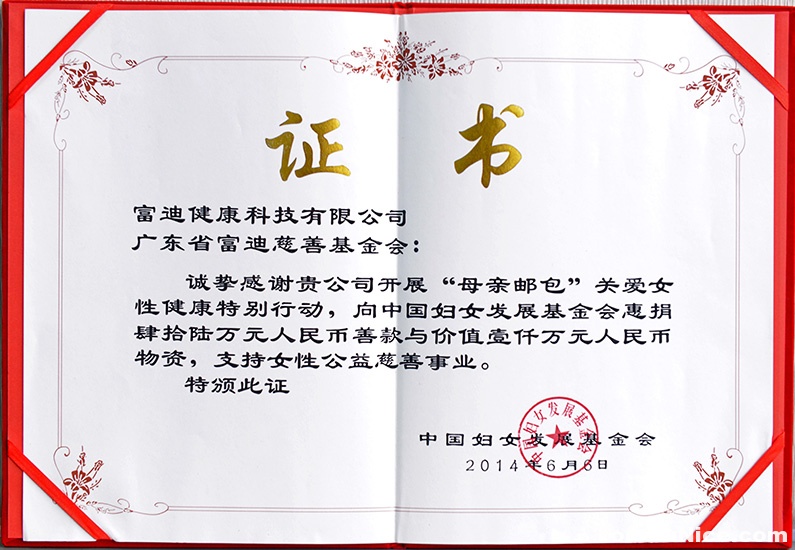 证 书
富迪健康科技有限公司
广东省富迪慈善基金会：
诚挚感谢贵公司开展“母亲邮包”关爱女
性健康特别行动，向中国妇女发展基金会惠捐
肆拾陆万元人民币善款与价值壹仟万元人民币
物资，支持女性公益慈善事业。
特颁此证
中国妇女发展基金会
中国妇女发展基金会
2014年6月6日